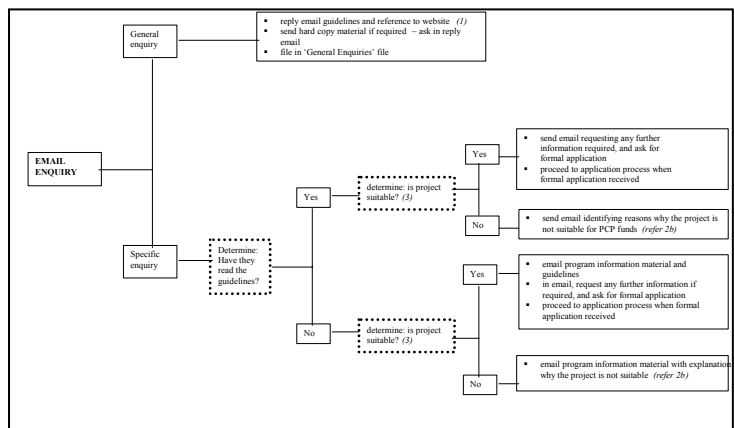 General
enquiry
▪ reply email guidelines and reference to website (1)
▪ send hard copy material if required – ask in reply
email
▪ file in ‘General Enquiries’ file
EMAIL
ENQUIRY
Specific
enquiry
Determine:
Have they
read the
guidelines?
Yes
determine: is project
suitable? (3)
Yes
▪ send email requesting any further
information required, and ask for
formal application
▪ proceed to application process when
formal application received
No
▪ send email identifying reasons why the project is
not suitable for PCP funds (refer 2b)
No
determine: is project
suitable? (3)
Yes
▪ email program information material and
guidelines
▪ in email, request any further information if
required, and ask for formal application
▪ proceed to application process when formal
application received
No
▪ email program information material with explanation
why the project is not suitable (refer 2b)